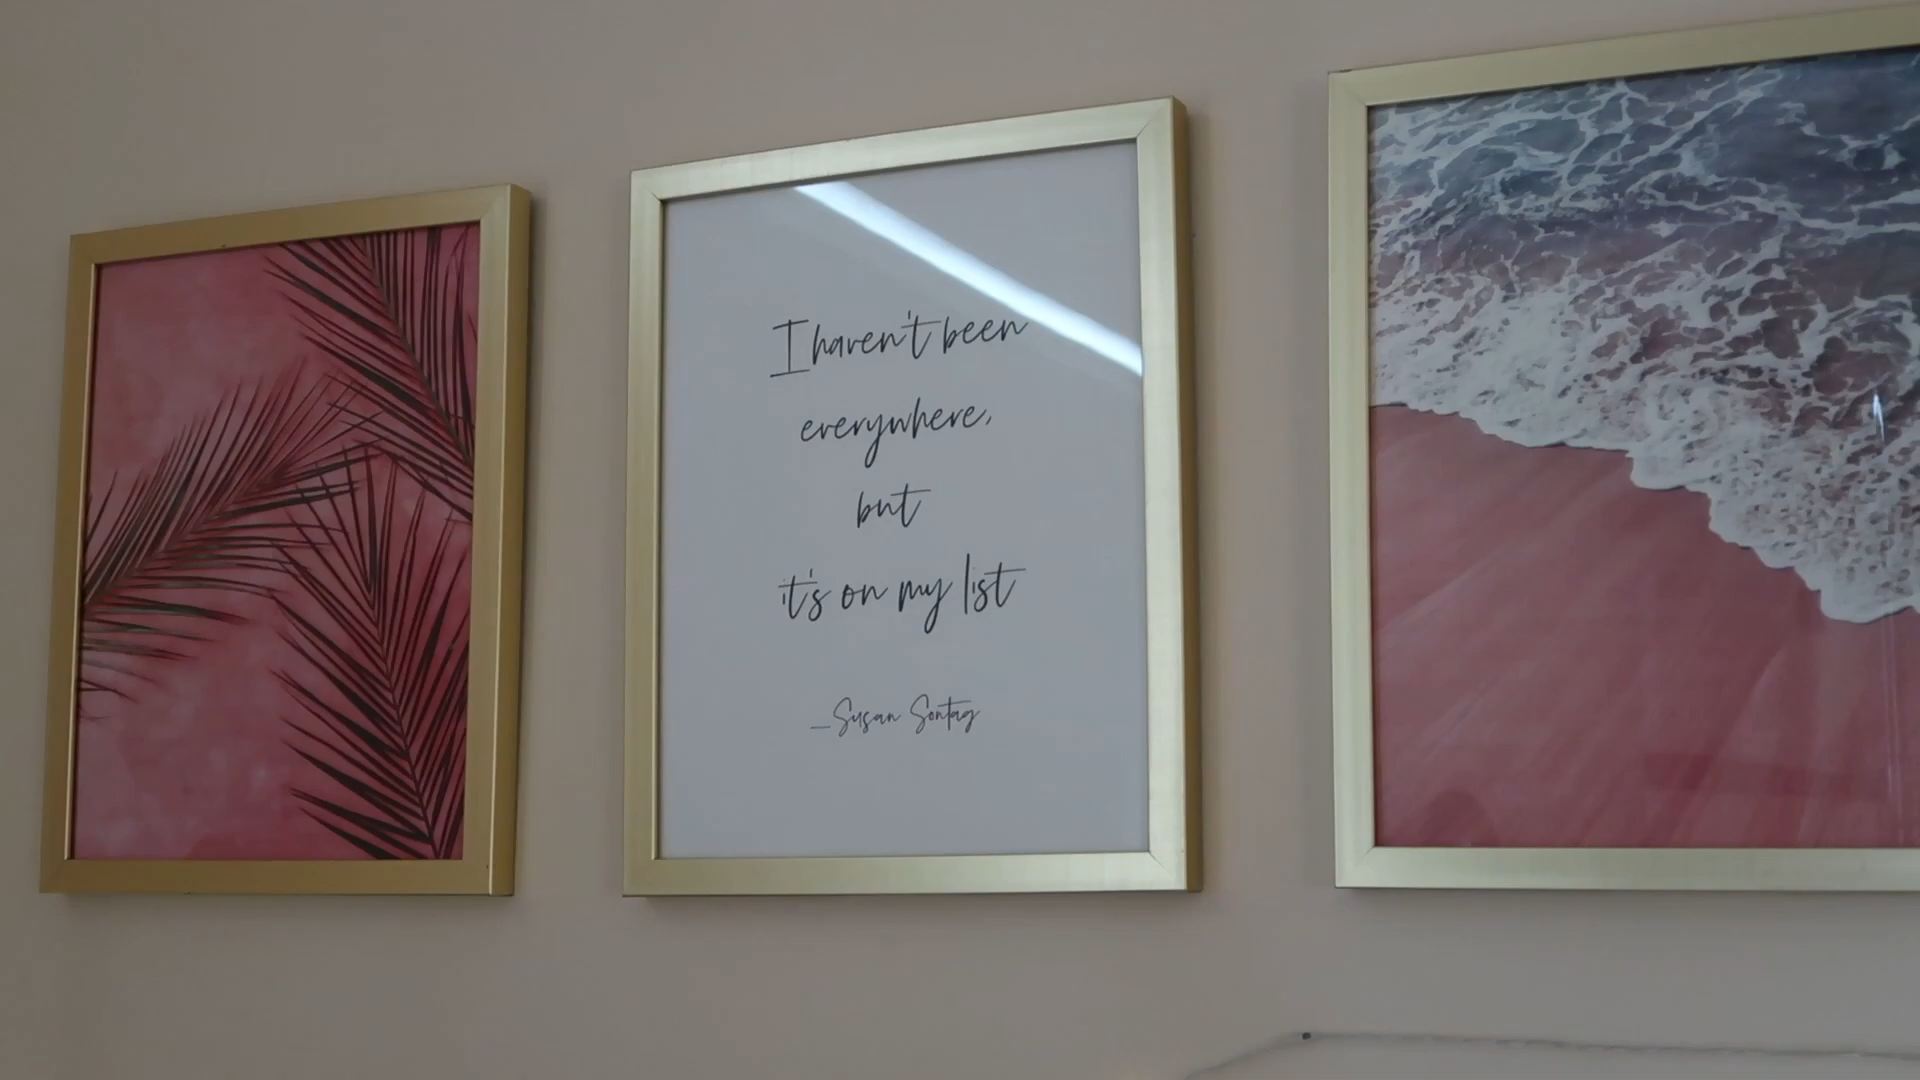 I haven't been
everywhere,
but
it's on my list
—Susan Sontag